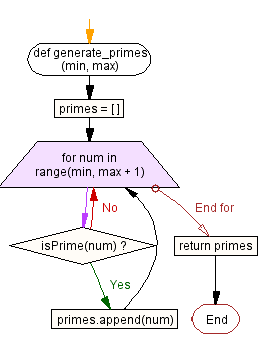 def generate_primes
(min, max)
primes = [ ]
for num in
range(min, max + 1)
No
End for
isPrime(num) ?
return primes
Yes
primes.append(num)
End